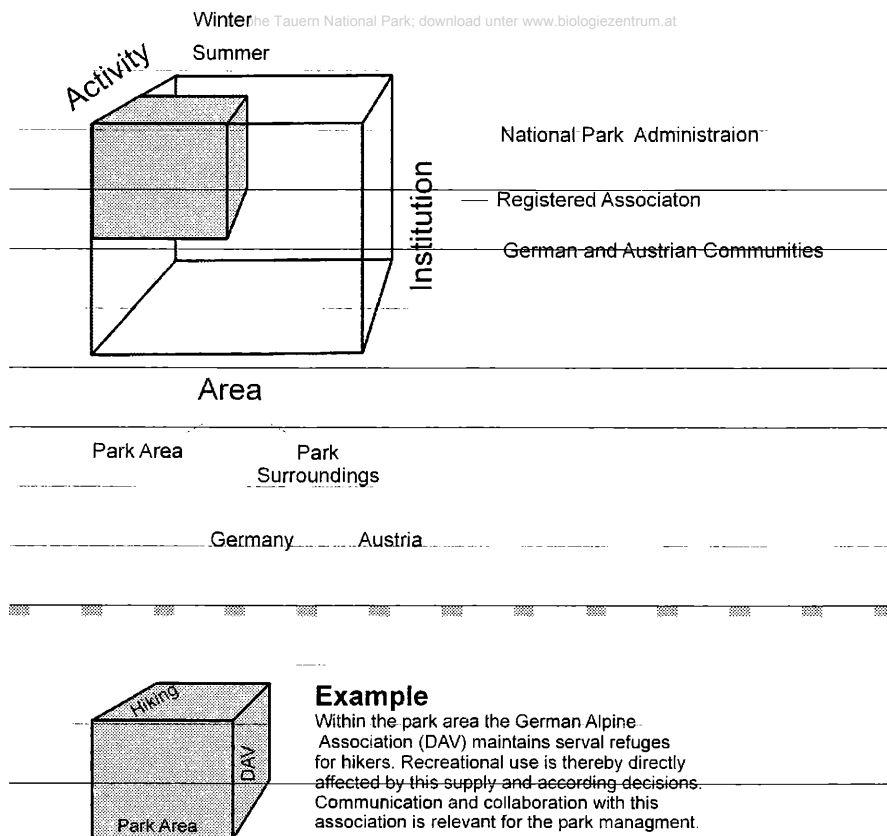 Winter
he Tauern National Park; download unter www.biologiezentrum.at
Summer
Activity
National Park Administraion
Institution
Registered Associaton
German and Austrian Communities
Area
Park Area
Park
Surroundings
Germany
Austria
Hiking
DAV
Park Area
Example
Within the park area the German Alpine
Association (DAV) maintains serval refuges
for hikers. Recreational use is thereby directly
affected by this supply and according decisions.
Communication and collaboration with this
association is relevant for the park managment.